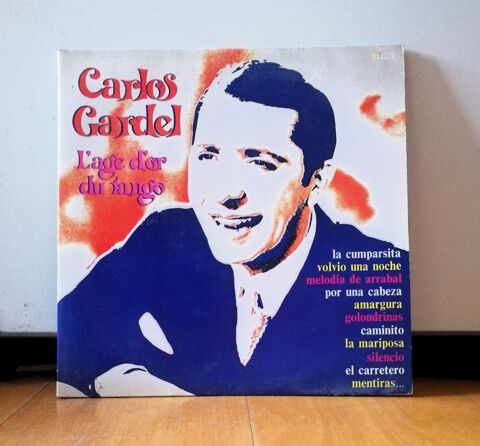 RCA
Carlos
Gardel
L'age d'or
du tango
la cumparsita
volvio una noche
melodia de arrabal
por una cabeza
amargura
golondrinas
caminito
la mariposa
silencio
el carretero
mentiras...